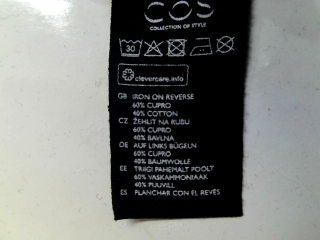 COS
COLLECTION OF STYLE
30
clevercare.info
GB IRON ON REVERSE
60% CUPRO
40% COTTON
CZ ŽEHLIT NA RUBU
60% CUPRO
40% BAVLNA
DE AUF LINKS BÜGELN
60% CUPRO
40% BAUMWOLLE
EE TRIIGI PAHEMALT POOLT
60% VASKAMMONIAAK
40% PUUVILL
ES PLANCHAR CON EL REVÉS